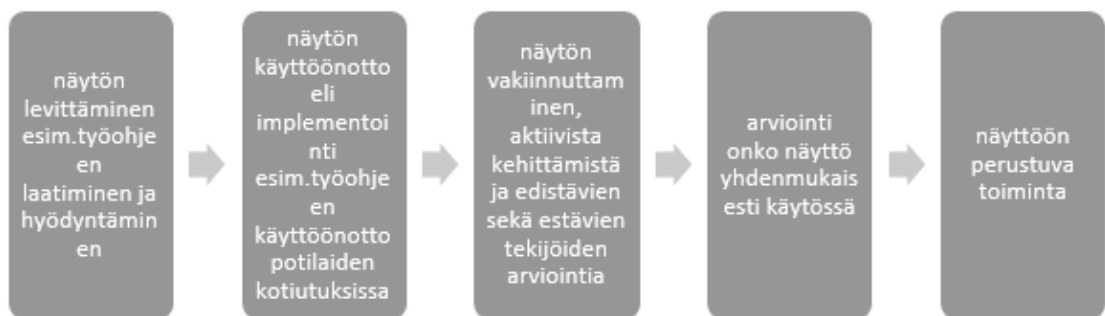 näytön
levittäminen
esim.työohje
en
laatiminen ja
hyödyntämin
en
näytön
käyttöönotto
eli
implementoi
nti
esim.työohje
en
käyttöönotto
potilaiden
kotiutuksissa
näytön
vakiinnuttam
inen,
aktiivista
kehittämistä
ja edistävien
sekä estävien
tekijöiden
arviointia
arviointi
onko näyttö
yhdenmukais
esti käytössä
näyttöön
perustuva
toiminta